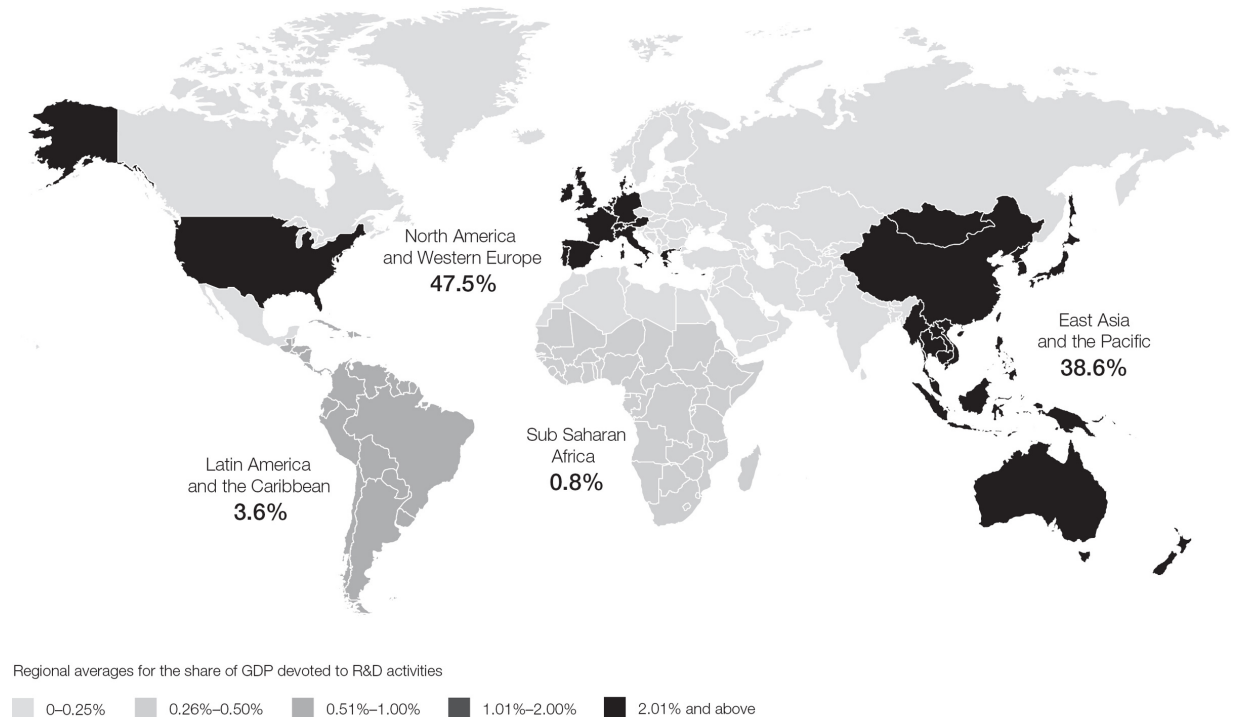 North America
and Western Europe
47.5%
East Asia
and the Pacific
38.6%
Sub Saharan
Africa
0.8%
Latin America
and the Caribbean
3.6%
Regional averages for the share of GDP devoted to R&D activities
0–0.25%
0.26%–0.50%
0.51%–1.00%
1.01%–2.00%
2.01% and above